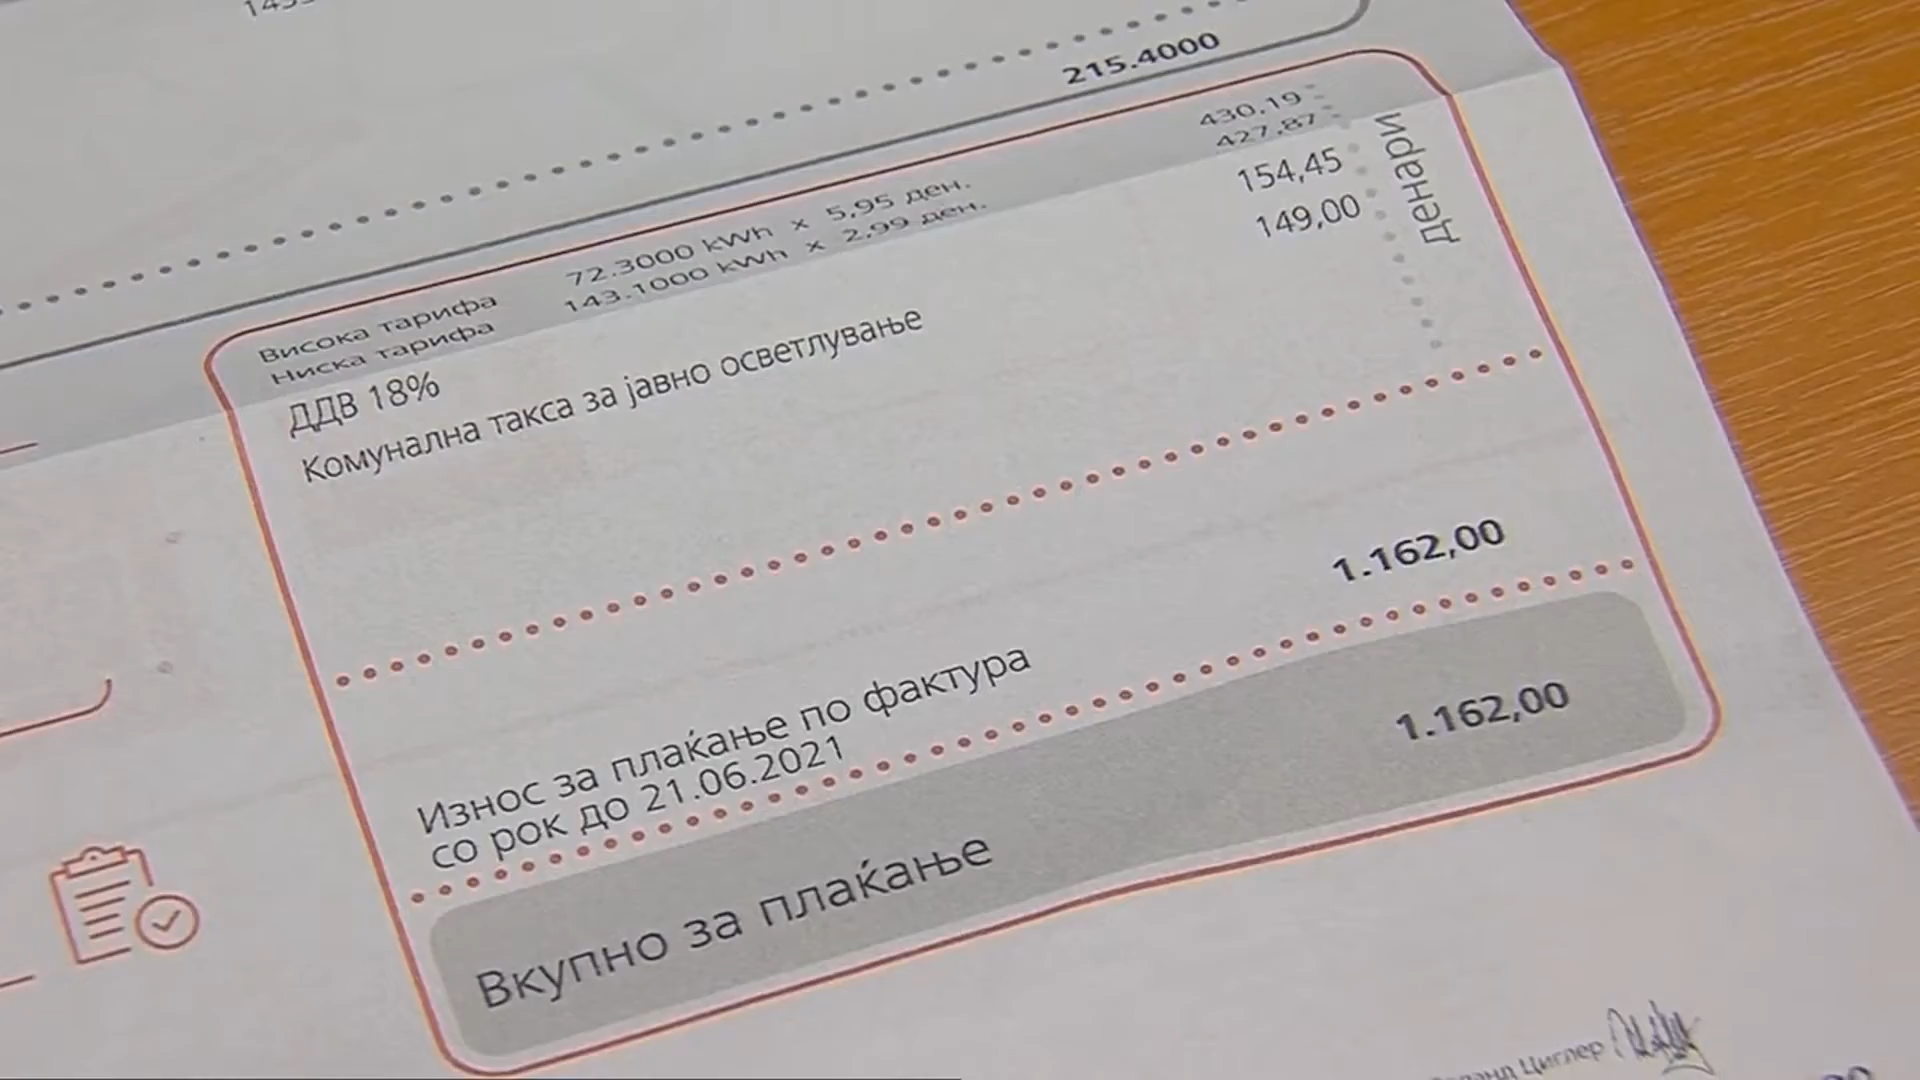 215.4000
Висока тарифа 72.3000 kWh x 5,95 ден. 430,19
Ниска тарифа 143.1000 kWh x 2,99 ден. 427,87
ДДВ 18% 154,45
Комунална такса за јавно осветлување 149,00
Денари
Износ за плаќање по фактура
со рок до 21.06.2021 1.162,00
Вкупно за плаќање 1.162,00
Циглер